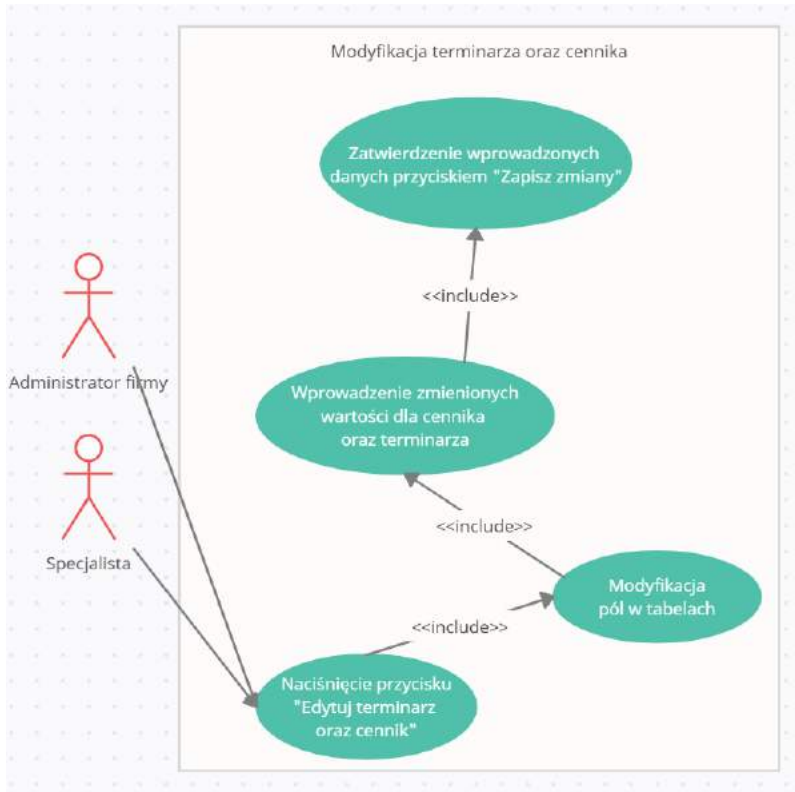 Modyfikacja terminarza oraz cennika
Zatwierdzenie wprowadzonych
danych przyciskiem "Zapisz zmiany"
<<include>>
Administrator firmy
Wprowadzenie zmienionych
wartości dla cennika
oraz terminarza
<<include>>
Specjalista
Modyfikacja
pól w tabelach
<<include>>
Naciśnięcie przycisku
"Edytuj terminarz
oraz cennik"